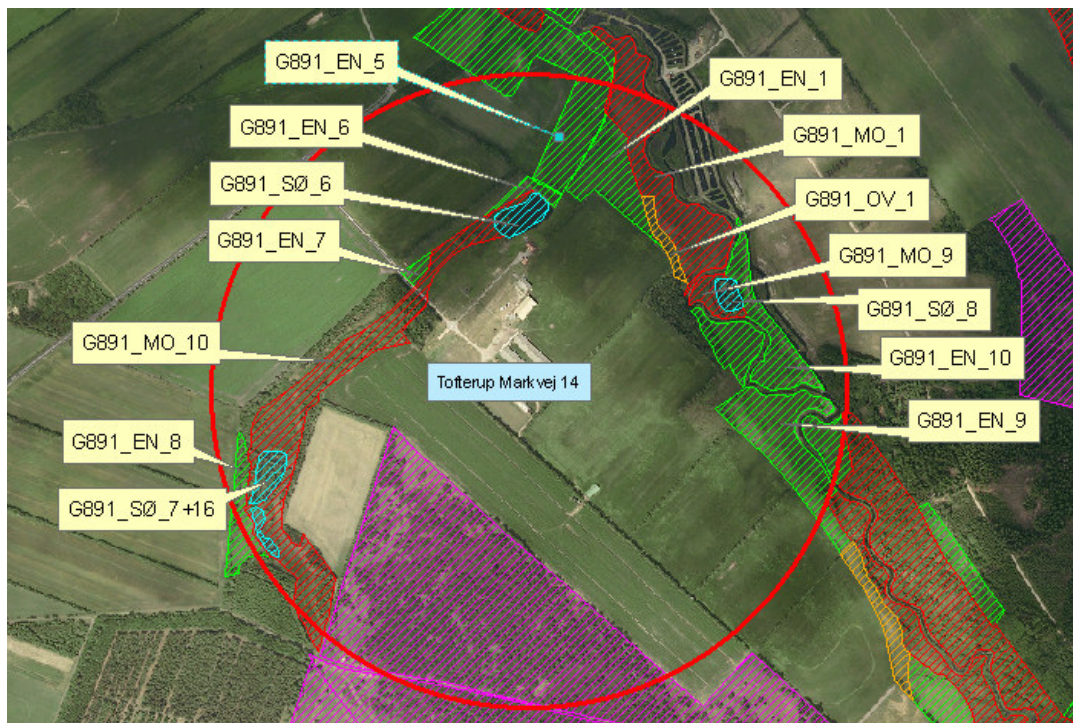 G891_EN_5
G891_EN_1
G891_EN_6
G891_MO_1
G891_SØ_6
G891_OV_1
G891_EN_7
G891_MO_9
G891_SØ_8
G891_MO_10
G891_EN_10
Tofterup Markvej 14
G891_EN_9
G891_EN_8
G891_SØ_7+16